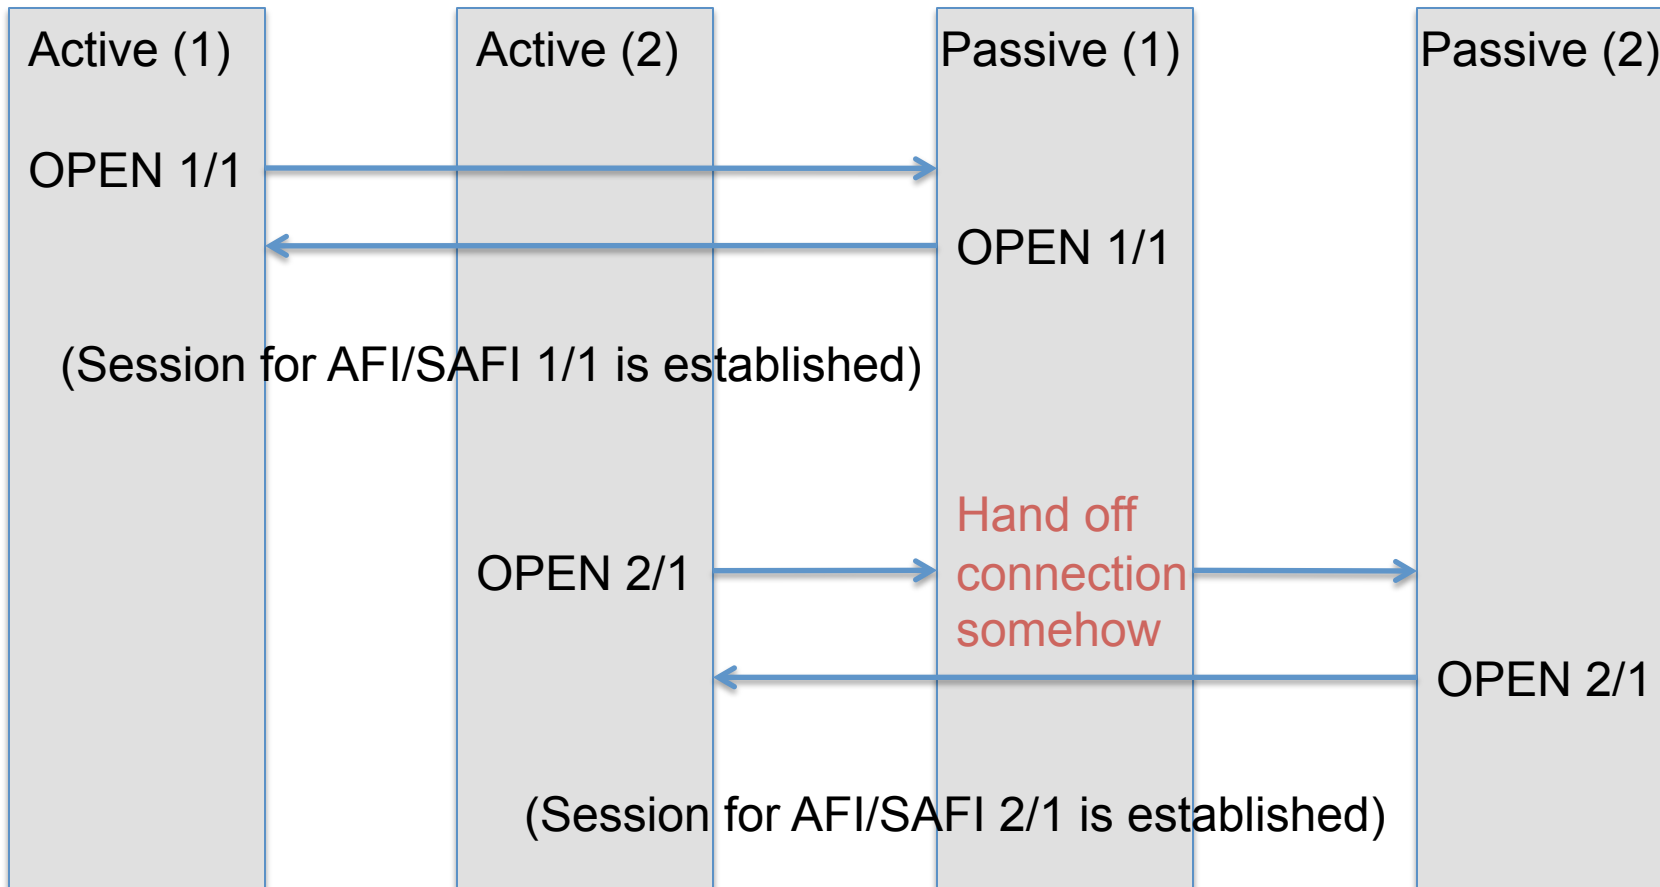 Active (1)
Active (2)
Passive (1)
Passive (2)
OPEN 1/1
OPEN 1/1
(Session for AFI/SAFI 1/1 is established)
Hand off
connection
somehow
OPEN 2/1
OPEN 2/1
(Session for AFI/SAFI 2/1 is established)